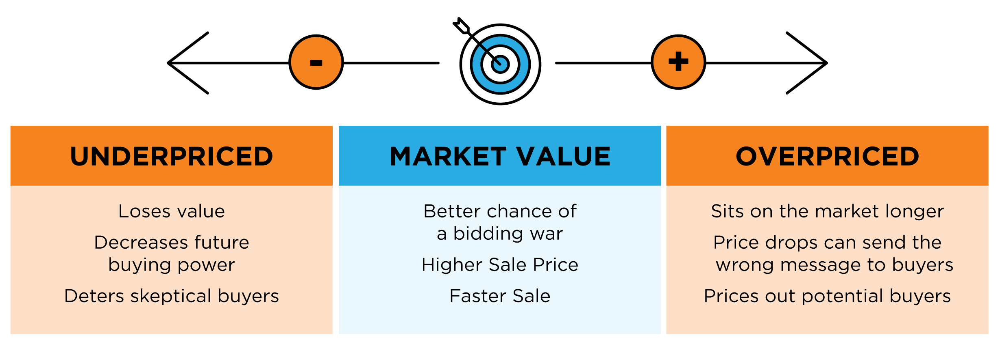 -
+
UNDERPRICED
Loses value
Decreases future
buying power
Deters skeptical buyers
MARKET VALUE
Better chance of
a bidding war
Higher Sale Price
Faster Sale
OVERPRICED
Sits on the market longer
Price drops can send the
wrong message to buyers
Prices out potential buyers